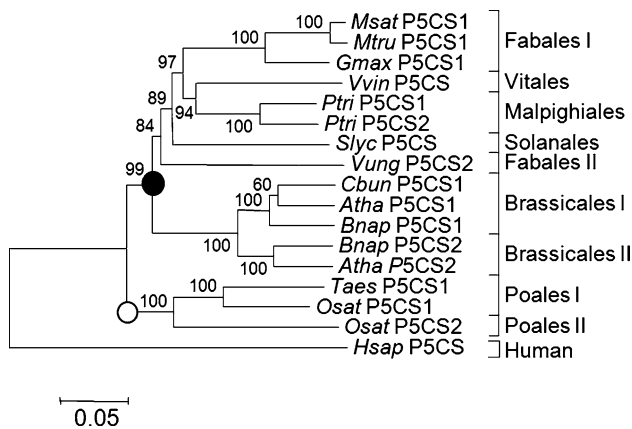 100 Msat P5CS1
100 Mtru P5CS1 Fabales I
Gmax P5CS1
97
Vvin P5CS Vitales
89
94 Ptri P5CS1 Malpighiales
100 Ptri P5CS2
84
Slyc P5CS Solanales
Vung P5CS2 Fabales II
99
60 Cbun P5CS1
100 Atha P5CS1 Brassicales I
Bnap P5CS1
100 Bnap P5CS2 Brassicales II
100 Atha P5CS2
100 Taes P5CS1 Poales I
100 Osat P5CS1
Osat P5CS2 Poales II
Hsap P5CS Human
0.05